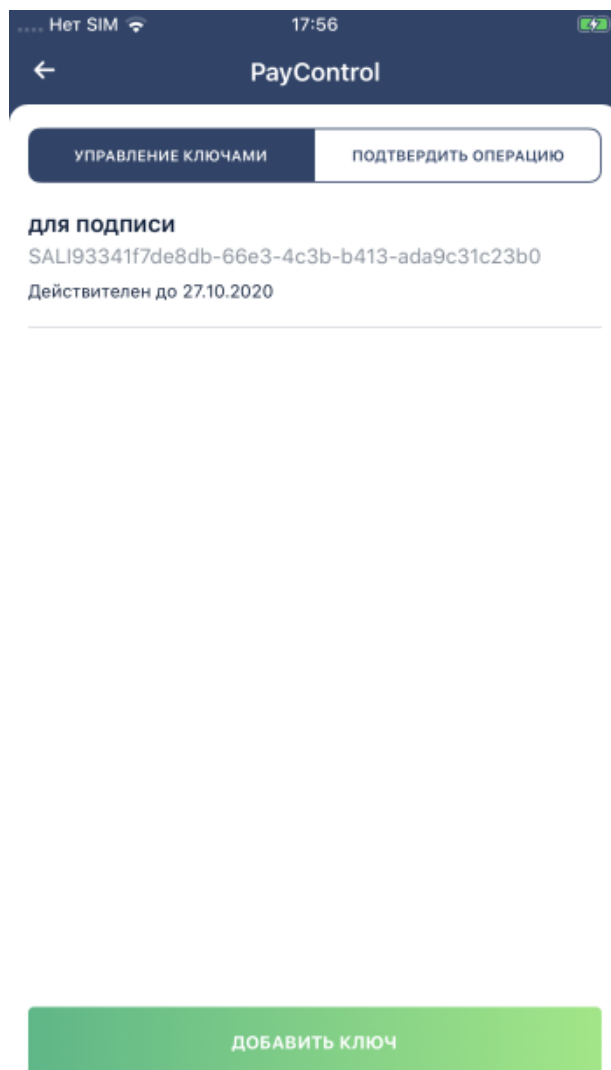 .... Нет SIM 17:56
PayControl
УПРАВЛЕНИЕ КЛЮЧАМИ ПОДТВЕРДИТЬ ОПЕРАЦИЮ
для подписи
SALI93341f7de8db-66e3-4c3b-b413-ada9c31c23b0
Действителен до 27.10.2020
ДОБАВИТЬ КЛЮЧ